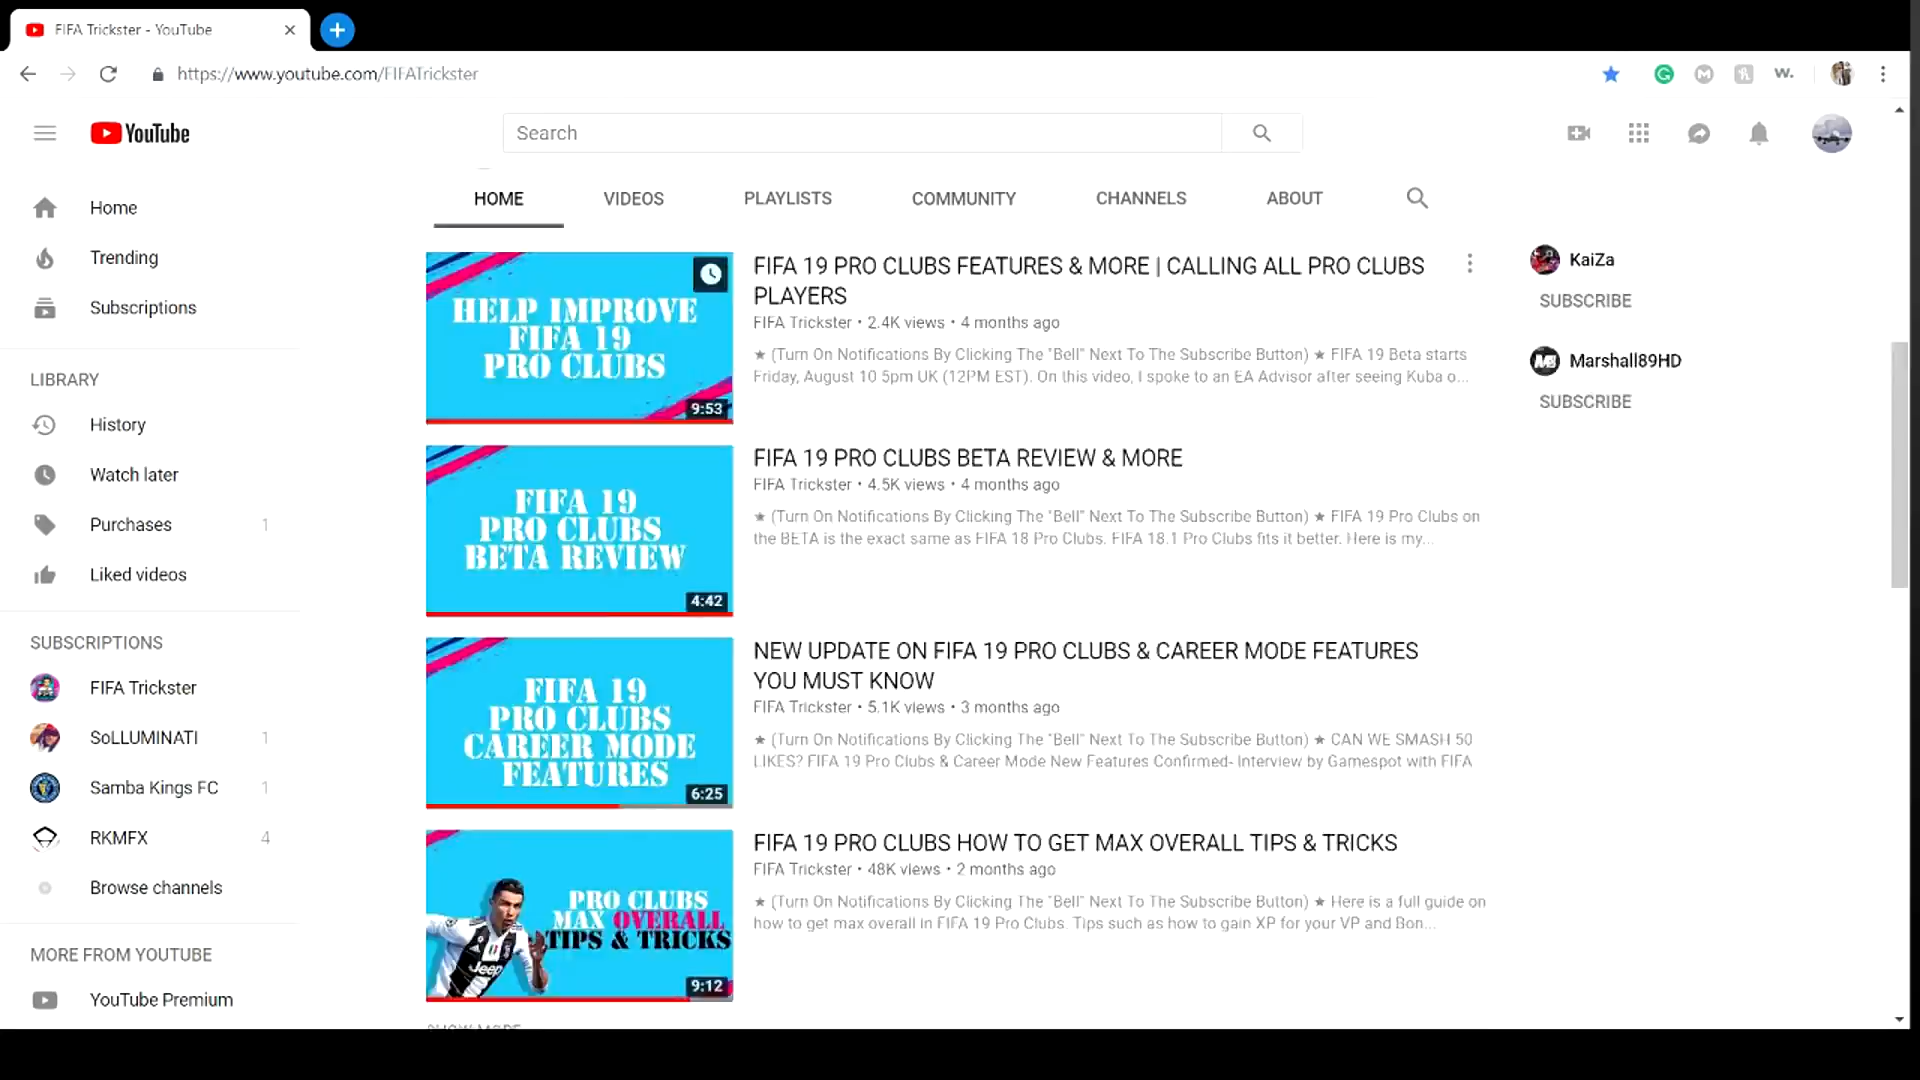 FIFA Trickster - YouTube
https://www.youtube.com/FIFATrickster
YouTube
Search
HOME VIDEOS PLAYLISTS COMMUNITY CHANNELS ABOUT
Home
Trending
Subscriptions
LIBRARY
History
Watch later
Purchases 1
Liked videos
SUBSCRIPTIONS
FIFA Trickster
SoLLUMINATI 1
Samba Kings FC 1
RKMFX 4
Browse channels
MORE FROM YOUTUBE
YouTube Premium
HELP IMPROVE
FIFA 19
PRO CLUBS
9:53
FIFA 19 PRO CLUBS FEATURES & MORE | CALLING ALL PRO CLUBS
PLAYERS
FIFA Trickster • 2.4K views • 4 months ago
★ (Turn On Notifications By Clicking The "Bell" Next To The Subscribe Button) ★ FIFA 19 Beta starts
Friday, August 10 5pm UK (12PM EST). On this video, I spoke to an EA Advisor after seeing Kuba o...
FIFA 19
PRO CLUBS
BETA REVIEW
4:42
FIFA 19 PRO CLUBS BETA REVIEW & MORE
FIFA Trickster • 4.5K views • 4 months ago
★ (Turn On Notifications By Clicking The "Bell" Next To The Subscribe Button) ★ FIFA 19 Pro Clubs on
the BETA is the exact same as FIFA 18 Pro Clubs. FIFA 18.1 Pro Clubs fits it better. Here is my...
FIFA 19
PRO CLUBS
CAREER MODE
FEATURES
6:25
NEW UPDATE ON FIFA 19 PRO CLUBS & CAREER MODE FEATURES
YOU MUST KNOW
FIFA Trickster • 5.1K views • 3 months ago
★ (Turn On Notifications By Clicking The "Bell" Next To The Subscribe Button) ★ CAN WE SMASH 50
LIKES? FIFA 19 Pro Clubs & Career Mode New Features Confirmed- Interview by Gamespot with FIFA
PRO CLUBS
MAX OVERALL
TIPS & TRICKS
Jeep
9:12
FIFA 19 PRO CLUBS HOW TO GET MAX OVERALL TIPS & TRICKS
FIFA Trickster • 48K views • 2 months ago
★ (Turn On Notifications By Clicking The "Bell" Next To The Subscribe Button) ★ Here is a full guide on
how to get max overall in FIFA 19 Pro Clubs. Tips such as how to gain XP for your VP and Bon...
SHOW MORE
KaiZa
SUBSCRIBE
Marshall89HD
SUBSCRIBE